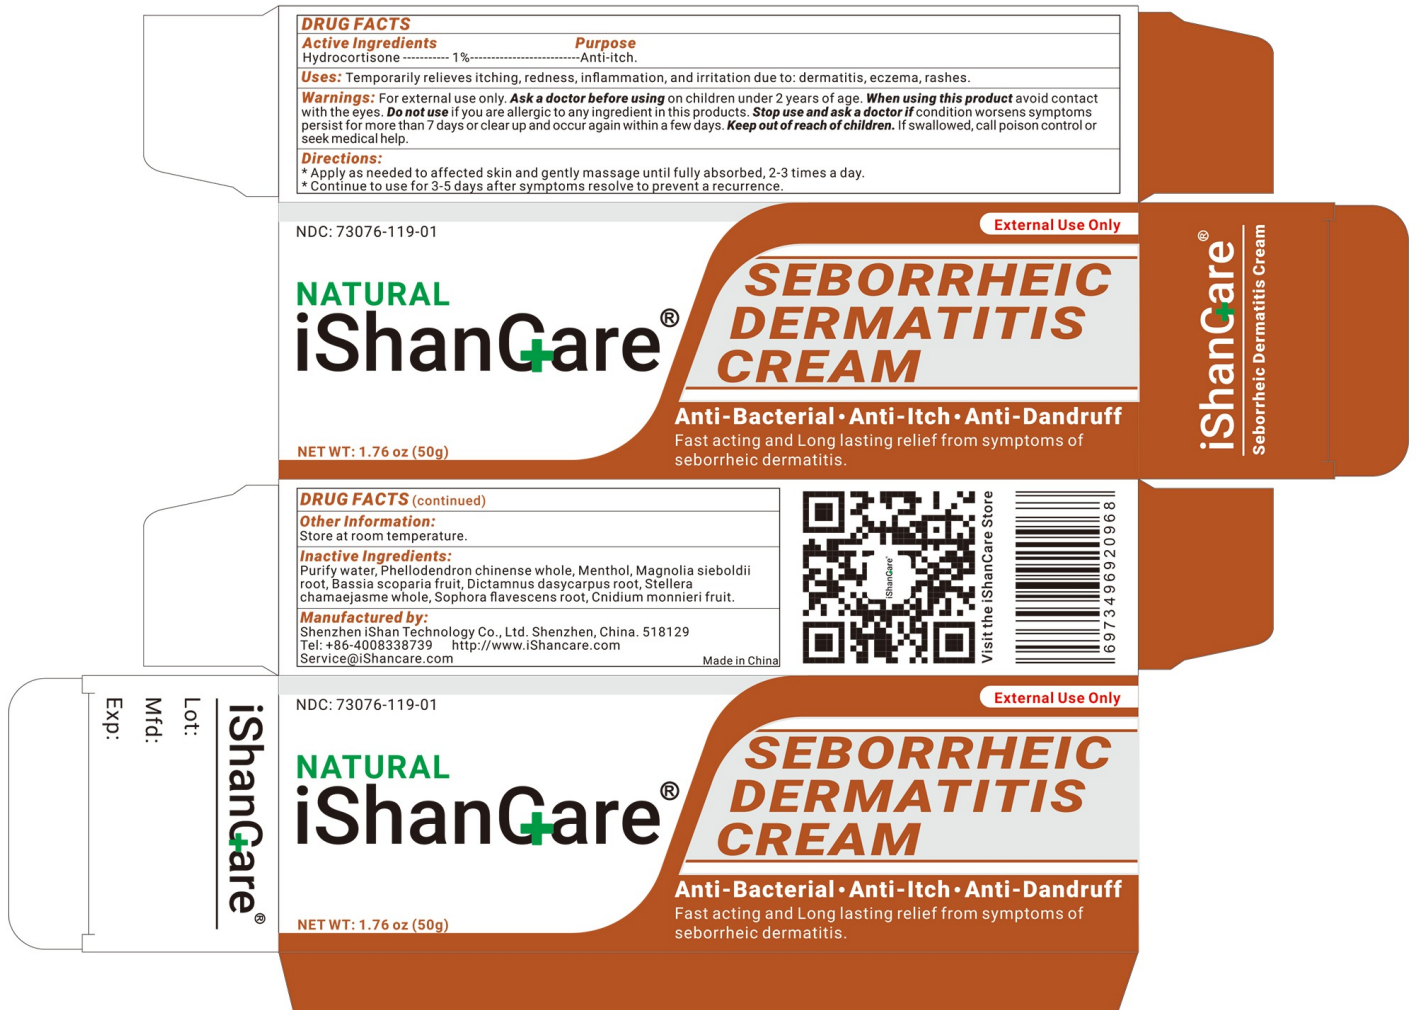 DRUG FACTS
Active Ingredients Purpose
Hydrocortisone ----------- 1%--------------------------Anti-itch.
Uses: Temporarily relieves itching, redness, inflammation, and irritation due to: dermatitis, eczema, rashes.
Warnings: For external use only. Ask a doctor before using on children under 2 years of age. When using this product avoid contact
with the eyes. Do not use if you are allergic to any ingredient in this products. Stop use and ask a doctor if condition worsens symptoms
persist for more than 7 days or clear up and occur again within a few days. Keep out of reach of children. If swallowed, call poison control or
seek medical help.
Directions:
* Apply as needed to affected skin and gently massage until fully absorbed, 2-3 times a day.
* Continue to use for 3-5 days after symptoms resolve to prevent a recurrence.
NDC: 73076-119-01
External Use Only
NATURAL
iShanCare®
SEBORRHEIC
DERMATITIS
CREAM
Anti-Bacterial • Anti-Itch • Anti-Dandruff
Fast acting and Long lasting relief from symptoms of
seborrheic dermatitis.
NET WT: 1.76 oz (50g)
iShanCare®
Seborrheic Dermatitis Cream
DRUG FACTS (continued)
Other Information:
Store at room temperature.
Inactive Ingredients:
Purify water, Phellodendron chinense whole, Menthol, Magnolia sieboldii
root, Bassia scoparia fruit, Dictamnus dasycarpus root, Stellera
chamaejasme whole, Sophora flavescens root, Cnidium monnieri fruit.
Manufactured by:
Shenzhen iShan Technology Co., Ltd. Shenzhen, China. 518129
Tel: +86-4008338739 http://www.iShancare.com
Service@iShancare.com
Made in China
iShanCare®
Visit the iShanCare Store
6973496920968
iShanCare®
Lot:
Mfd:
Exp:
NDC: 73076-119-01
External Use Only
NATURAL
iShanCare®
SEBORRHEIC
DERMATITIS
CREAM
Anti-Bacterial • Anti-Itch • Anti-Dandruff
Fast acting and Long lasting relief from symptoms of
seborrheic dermatitis.
NET WT: 1.76 oz (50g)